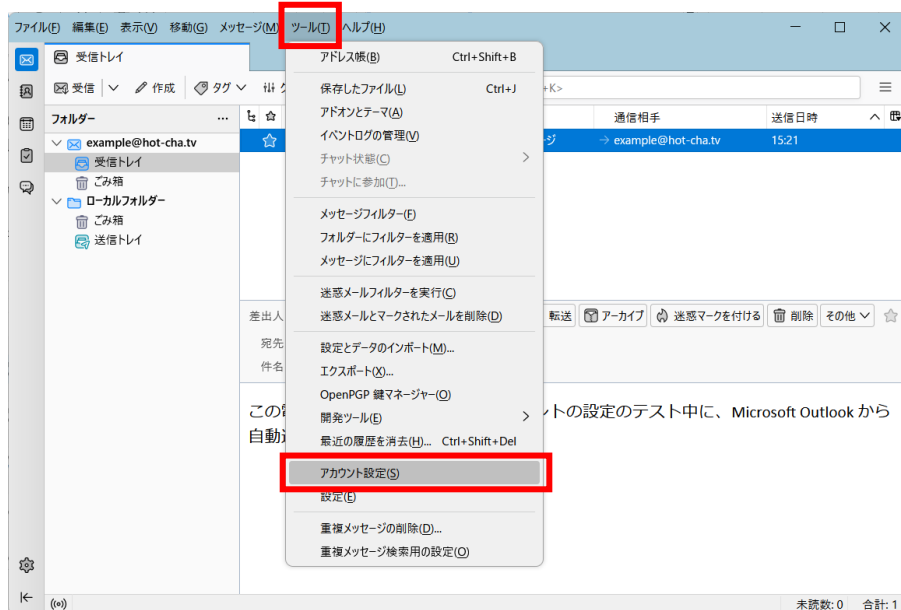 ファイル(F) 編集(E) 表示(V) 移動(G) メッセージ(M) ツール(T) ヘルプ(H)
受信トレイ
受信 作成 タグ
+K>
フォルダー ...
example@hot-cha.tv
受信トレイ
ごみ箱
ローカルフォルダー
ごみ箱
送信トレイ
アドレス帳(B) Ctrl+Shift+B
保存したファイル(L) Ctrl+J
アドオンとテーマ(A)
イベントログの管理(V)
チャット状態(C)
チャットに参加(T)...
メッセージフィルター(F)
フォルダーにフィルターを適用(R)
メッセージにフィルターを適用(U)
迷惑メールフィルターを実行(C)
迷惑メールとマークされたメールを削除(D)
設定とデータのインポート(M)...
エクスポート(X)...
OpenPGP 鍵マネージャー(O)
開発ツール(E)
最近の履歴を消去(H)... Ctrl+Shift+Del
アカウント設定(S)
設定(E)
重複メッセージの削除(D)...
重複メッセージ検索用の設定(O)
通信相手 送信日時
ジ → example@hot-cha.tv 15:21
差出人 転送 アーカイブ 迷惑マークを付ける 削除 その他
宛先
件名
この トの設定のテスト中に、Microsoft Outlook から
自動
未読数: 0 合計: 1